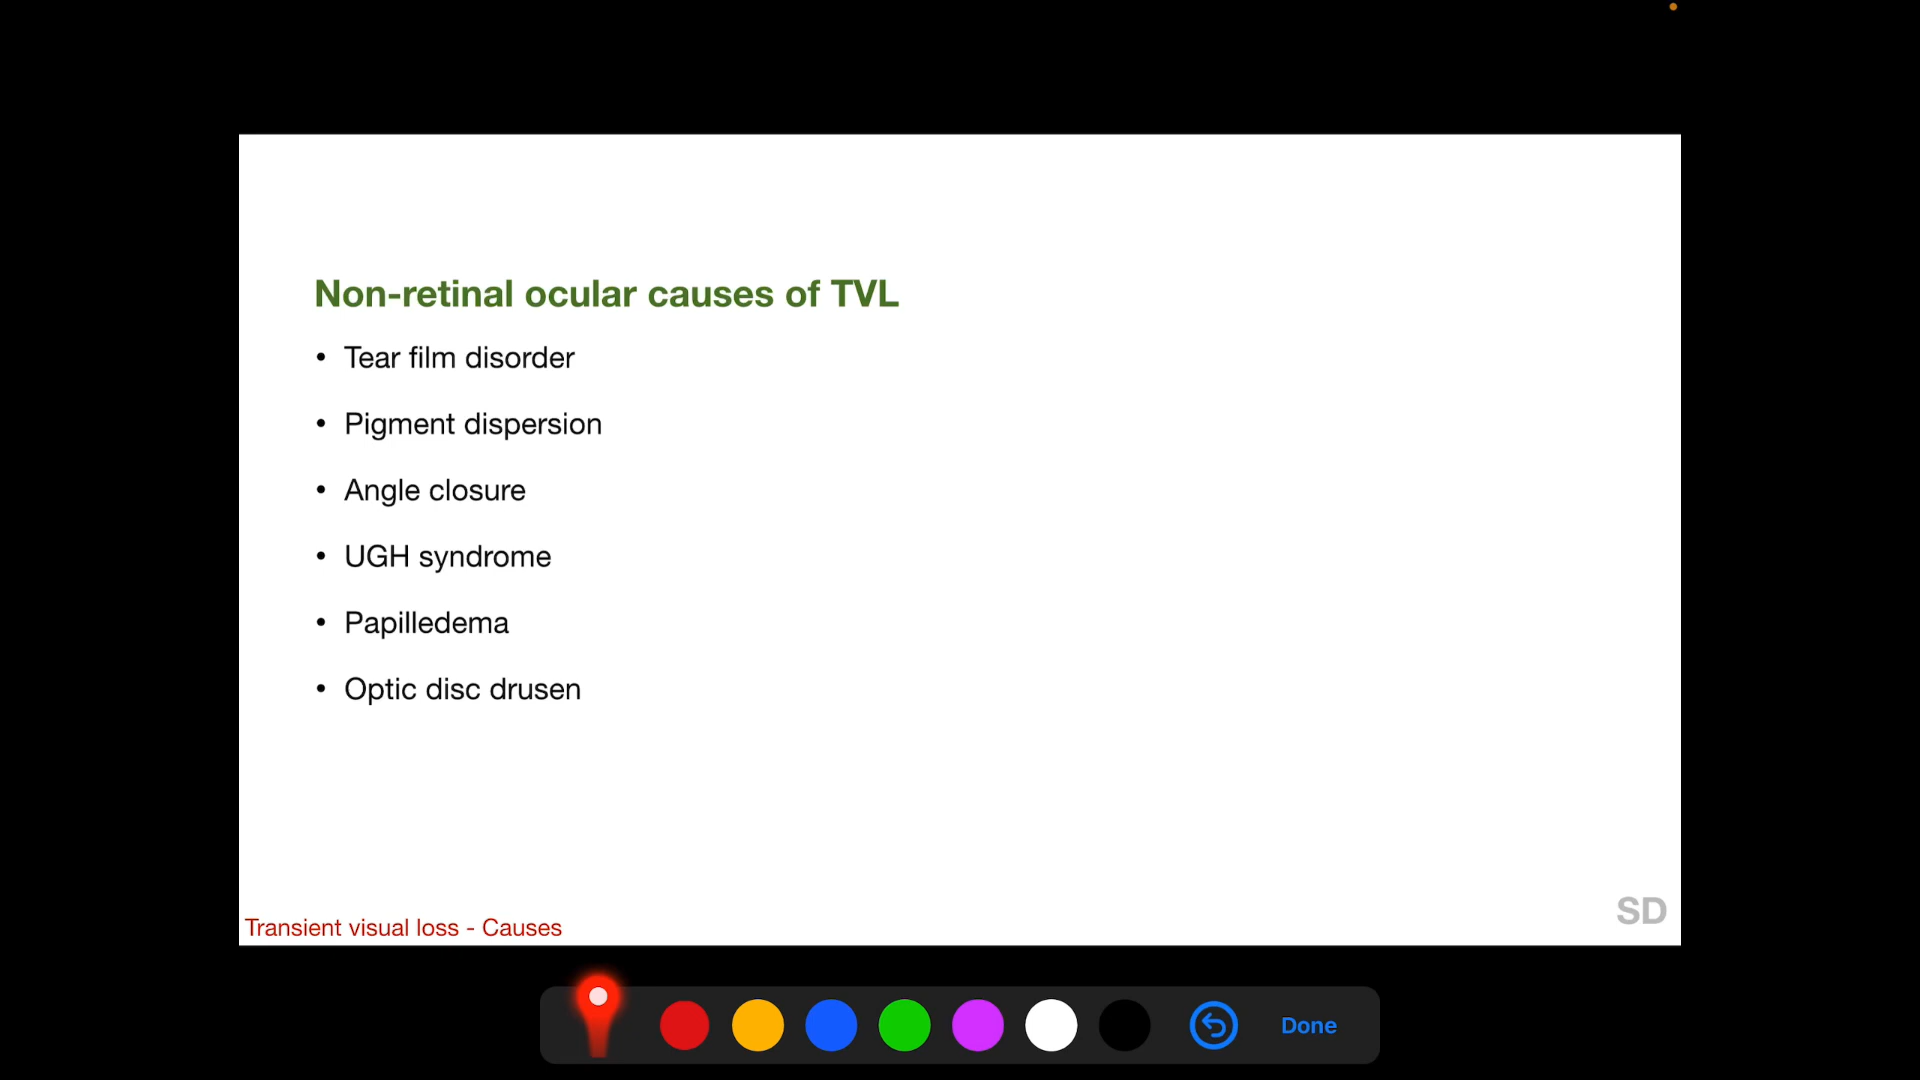 Non-retinal ocular causes of TVL
• Tear film disorder
• Pigment dispersion
• Angle closure
• UGH syndrome
• Papilledema
• Optic disc drusen
SD
Transient visual loss - Causes
Done